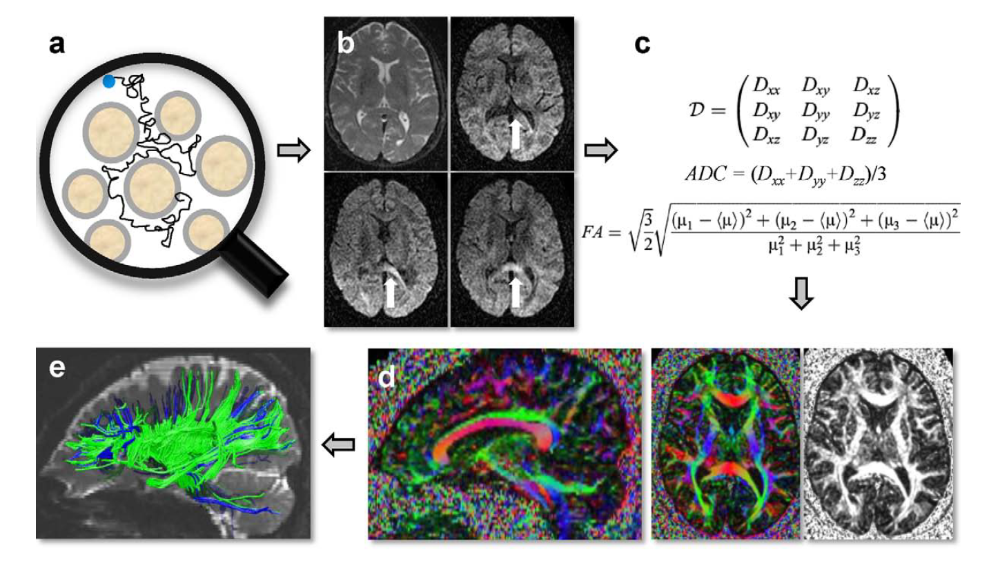 a
b
c
𝒟 = ( D_xx D_xy D_xz
D_xy D_yy D_yz
D_xz D_yz D_zz )
ADC = (D_xx+D_yy+D_zz)/3
FA = √(3/2) √(((μ₁ − ⟨μ⟩)² + (μ₂ − ⟨μ⟩)² + (μ₃ − ⟨μ⟩)²) / (μ₁² + μ₂² + μ₃²))
e
d